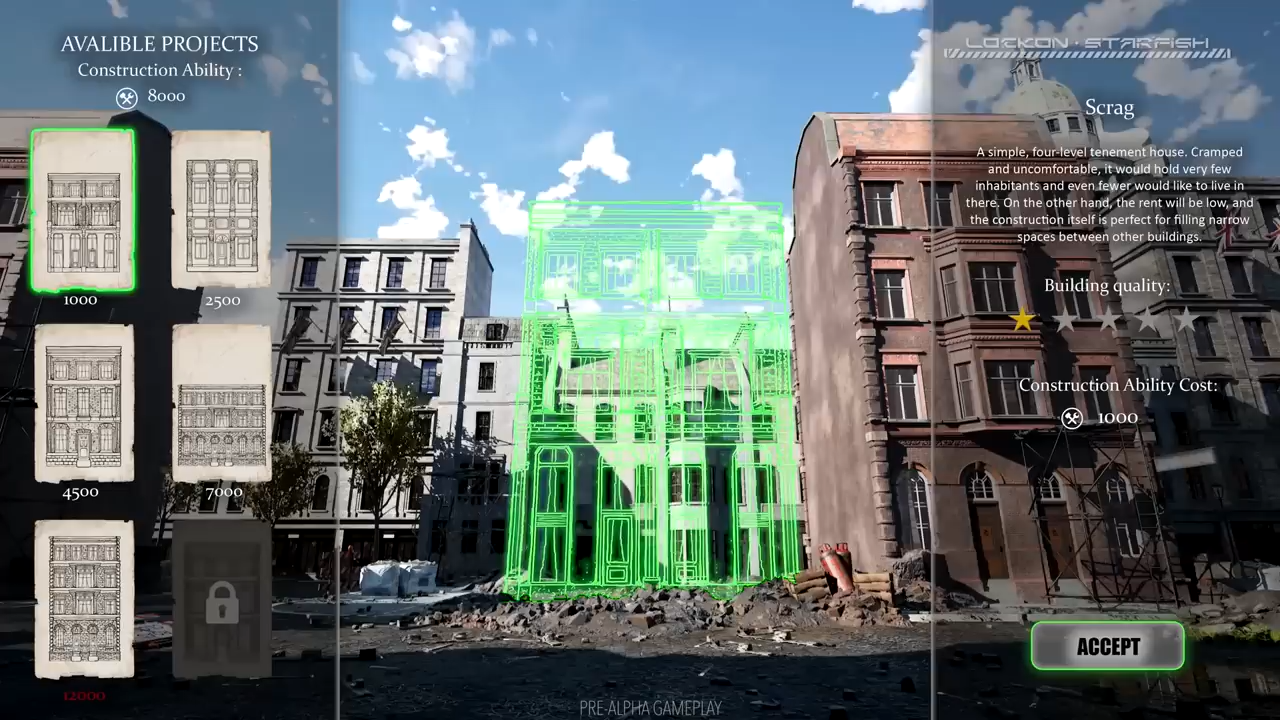 AVALIBLE PROJECTS
Construction Ability :
8000
1000
2500
4500
7000
12000
LOCKON · STARFISH
Scrag
A simple, four-level tenement house. Cramped
and uncomfortable, it would hold very few
inhabitants and even fewer would like to live in
there. On the other hand, the rent will be low, and
the construction itself is perfect for filling narrow
spaces between other buildings.
Building quality:
Construction Ability Cost:
1000
ACCEPT
PRE-ALPHA GAMEPLAY